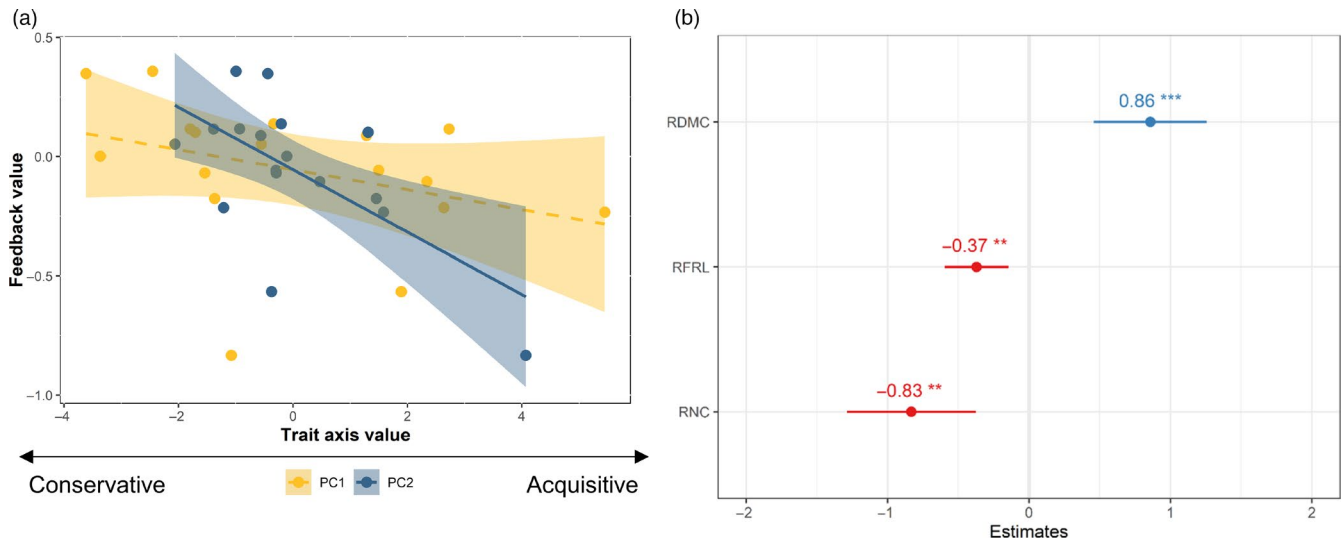 (a)
0.5
0.0
−0.5
−1.0
Feedback value
−4 −2 0 2 4
Trait axis value
Conservative Acquisitive
PC1 PC2
(b)
RDMC
RFRL
RNC
0.86 ***
−0.37 **
−0.83 **
−2 −1 0 1 2
Estimates